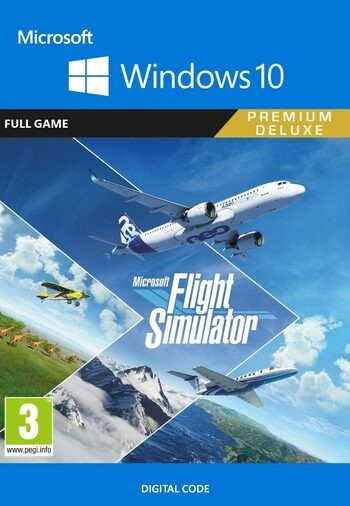 Microsoft
Windows 10
FULL GAME
PREMIUM
DELUXE
Microsoft
Flight
Simulator
3
www.pegi.info
DIGITAL CODE